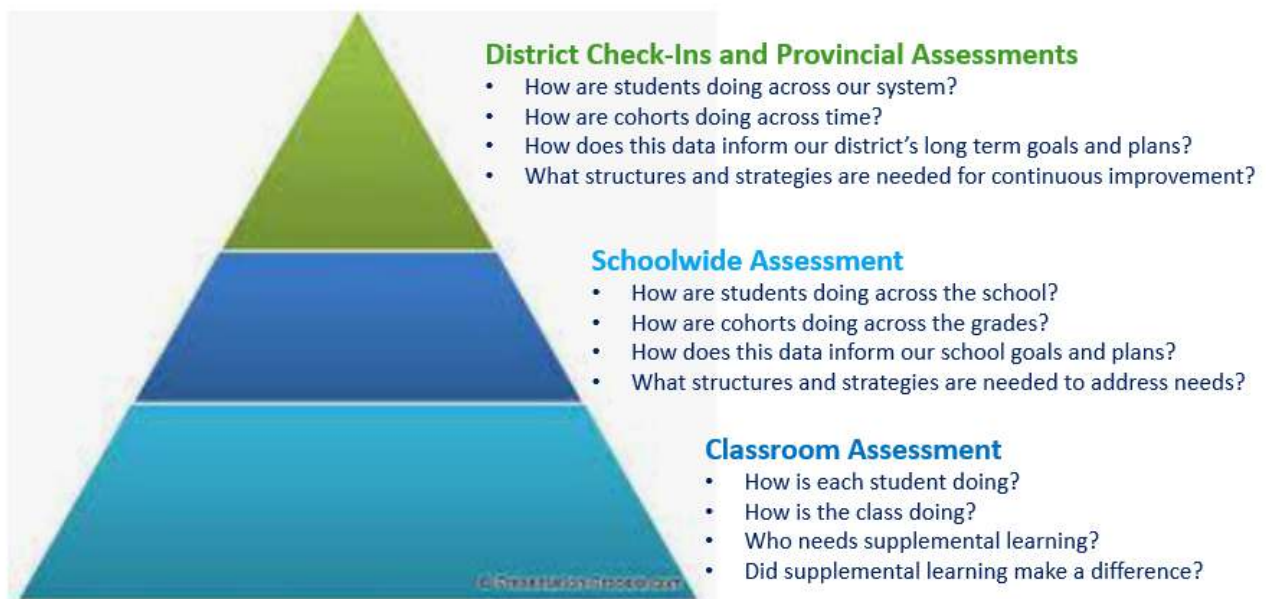 District Check-Ins and Provincial Assessments
• How are students doing across our system?
• How are cohorts doing across time?
• How does this data inform our district's long term goals and plans?
• What structures and strategies are needed for continuous improvement?
Schoolwide Assessment
• How are students doing across the school?
• How are cohorts doing across the grades?
• How does this data inform our school goals and plans?
• What structures and strategies are needed to address needs?
Classroom Assessment
• How is each student doing?
• How is the class doing?
• Who needs supplemental learning?
• Did supplemental learning make a difference?